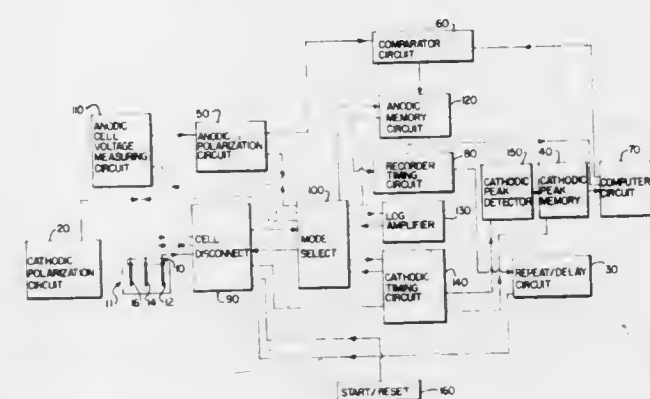 60
COMPARATOR
CIRCUIT
110
ANODIC
CELL
VOLTAGE
MEASURING
CIRCUIT
50
ANODIC
POLARIZATION
CIRCUIT
ANODIC
MEMORY
CIRCUIT
120
80
RECORDER
TIMING
CIRCUIT
150
CATHODIC
PEAK
DETECTOR
40
CATHODIC
PEAK
MEMORY
70
COMPUTER
CIRCUIT
100
MODE
SELECT
LOG
AMPLIFIER
130
20
CATHODIC
POLARIZATION
CIRCUIT
10
11
16
14
12
CELL
DISCONNECT
90
CATHODIC
TIMING
CIRCUIT
140
REPEAT/DELAY
CIRCUIT
30
START/RESET
160